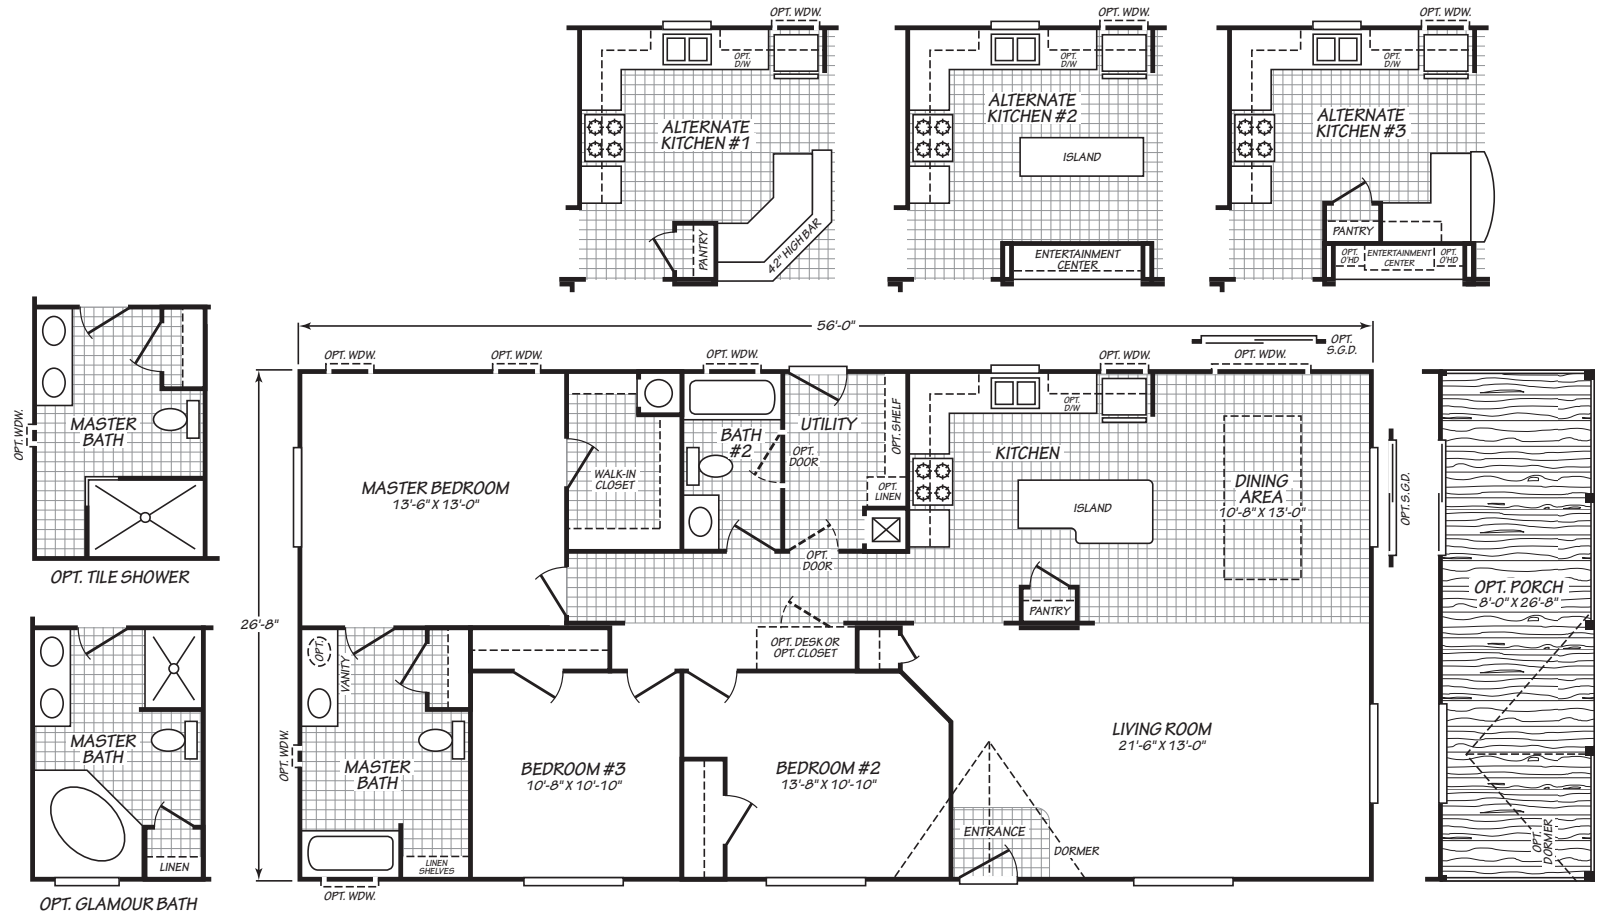 OPT. WDW.
OPT.
D/W
ALTERNATE
KITCHEN #1
PANTRY
42" HIGH BAR
OPT. WDW.
OPT.
D/W
ALTERNATE
KITCHEN #2
ISLAND
ENTERTAINMENT
CENTER
OPT. WDW.
OPT.
D/W
ALTERNATE
KITCHEN #3
PANTRY
OPT.
O'HD
ENTERTAINMENT
CENTER
OPT.
O'HD
OPT. WDW.
MASTER
BATH
OPT. TILE SHOWER
MASTER
BATH
LINEN
OPT. GLAMOUR BATH
56'-0"
26'-8"
OPT. WDW.
OPT. WDW.
OPT. WDW.
OPT. WDW.
OPT. WDW.
OPT.
S.G.D.
MASTER BEDROOM
13'-6" X 13'-0"
WALK-IN
CLOSET
BATH
#2
OPT.
DOOR
UTILITY
OPT. SHELF
OPT.
LINEN
OPT.
DOOR
OPT.
D/W
KITCHEN
ISLAND
PANTRY
DINING
AREA
10'-8" X 13'-0"
OPT. S.G.D.
OPT. PORCH
8'-0" X 26'-8"
OPT.
DORMER
OPT.
VANITY
OPT. WDW.
MASTER
BATH
LINEN
SHELVES
OPT. WDW.
BEDROOM #3
10'-8" X 10'-10"
OPT. DESK OR
OPT. CLOSET
BEDROOM #2
13'-8" X 10'-10"
LIVING ROOM
21'-6" X 13'-0"
ENTRANCE
DORMER